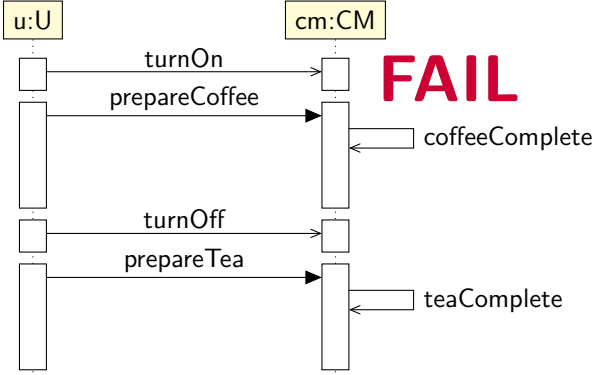 u:U
cm:CM
turnOn
FAIL
prepareCoffee
coffeeComplete
turnOff
prepareTea
teaComplete